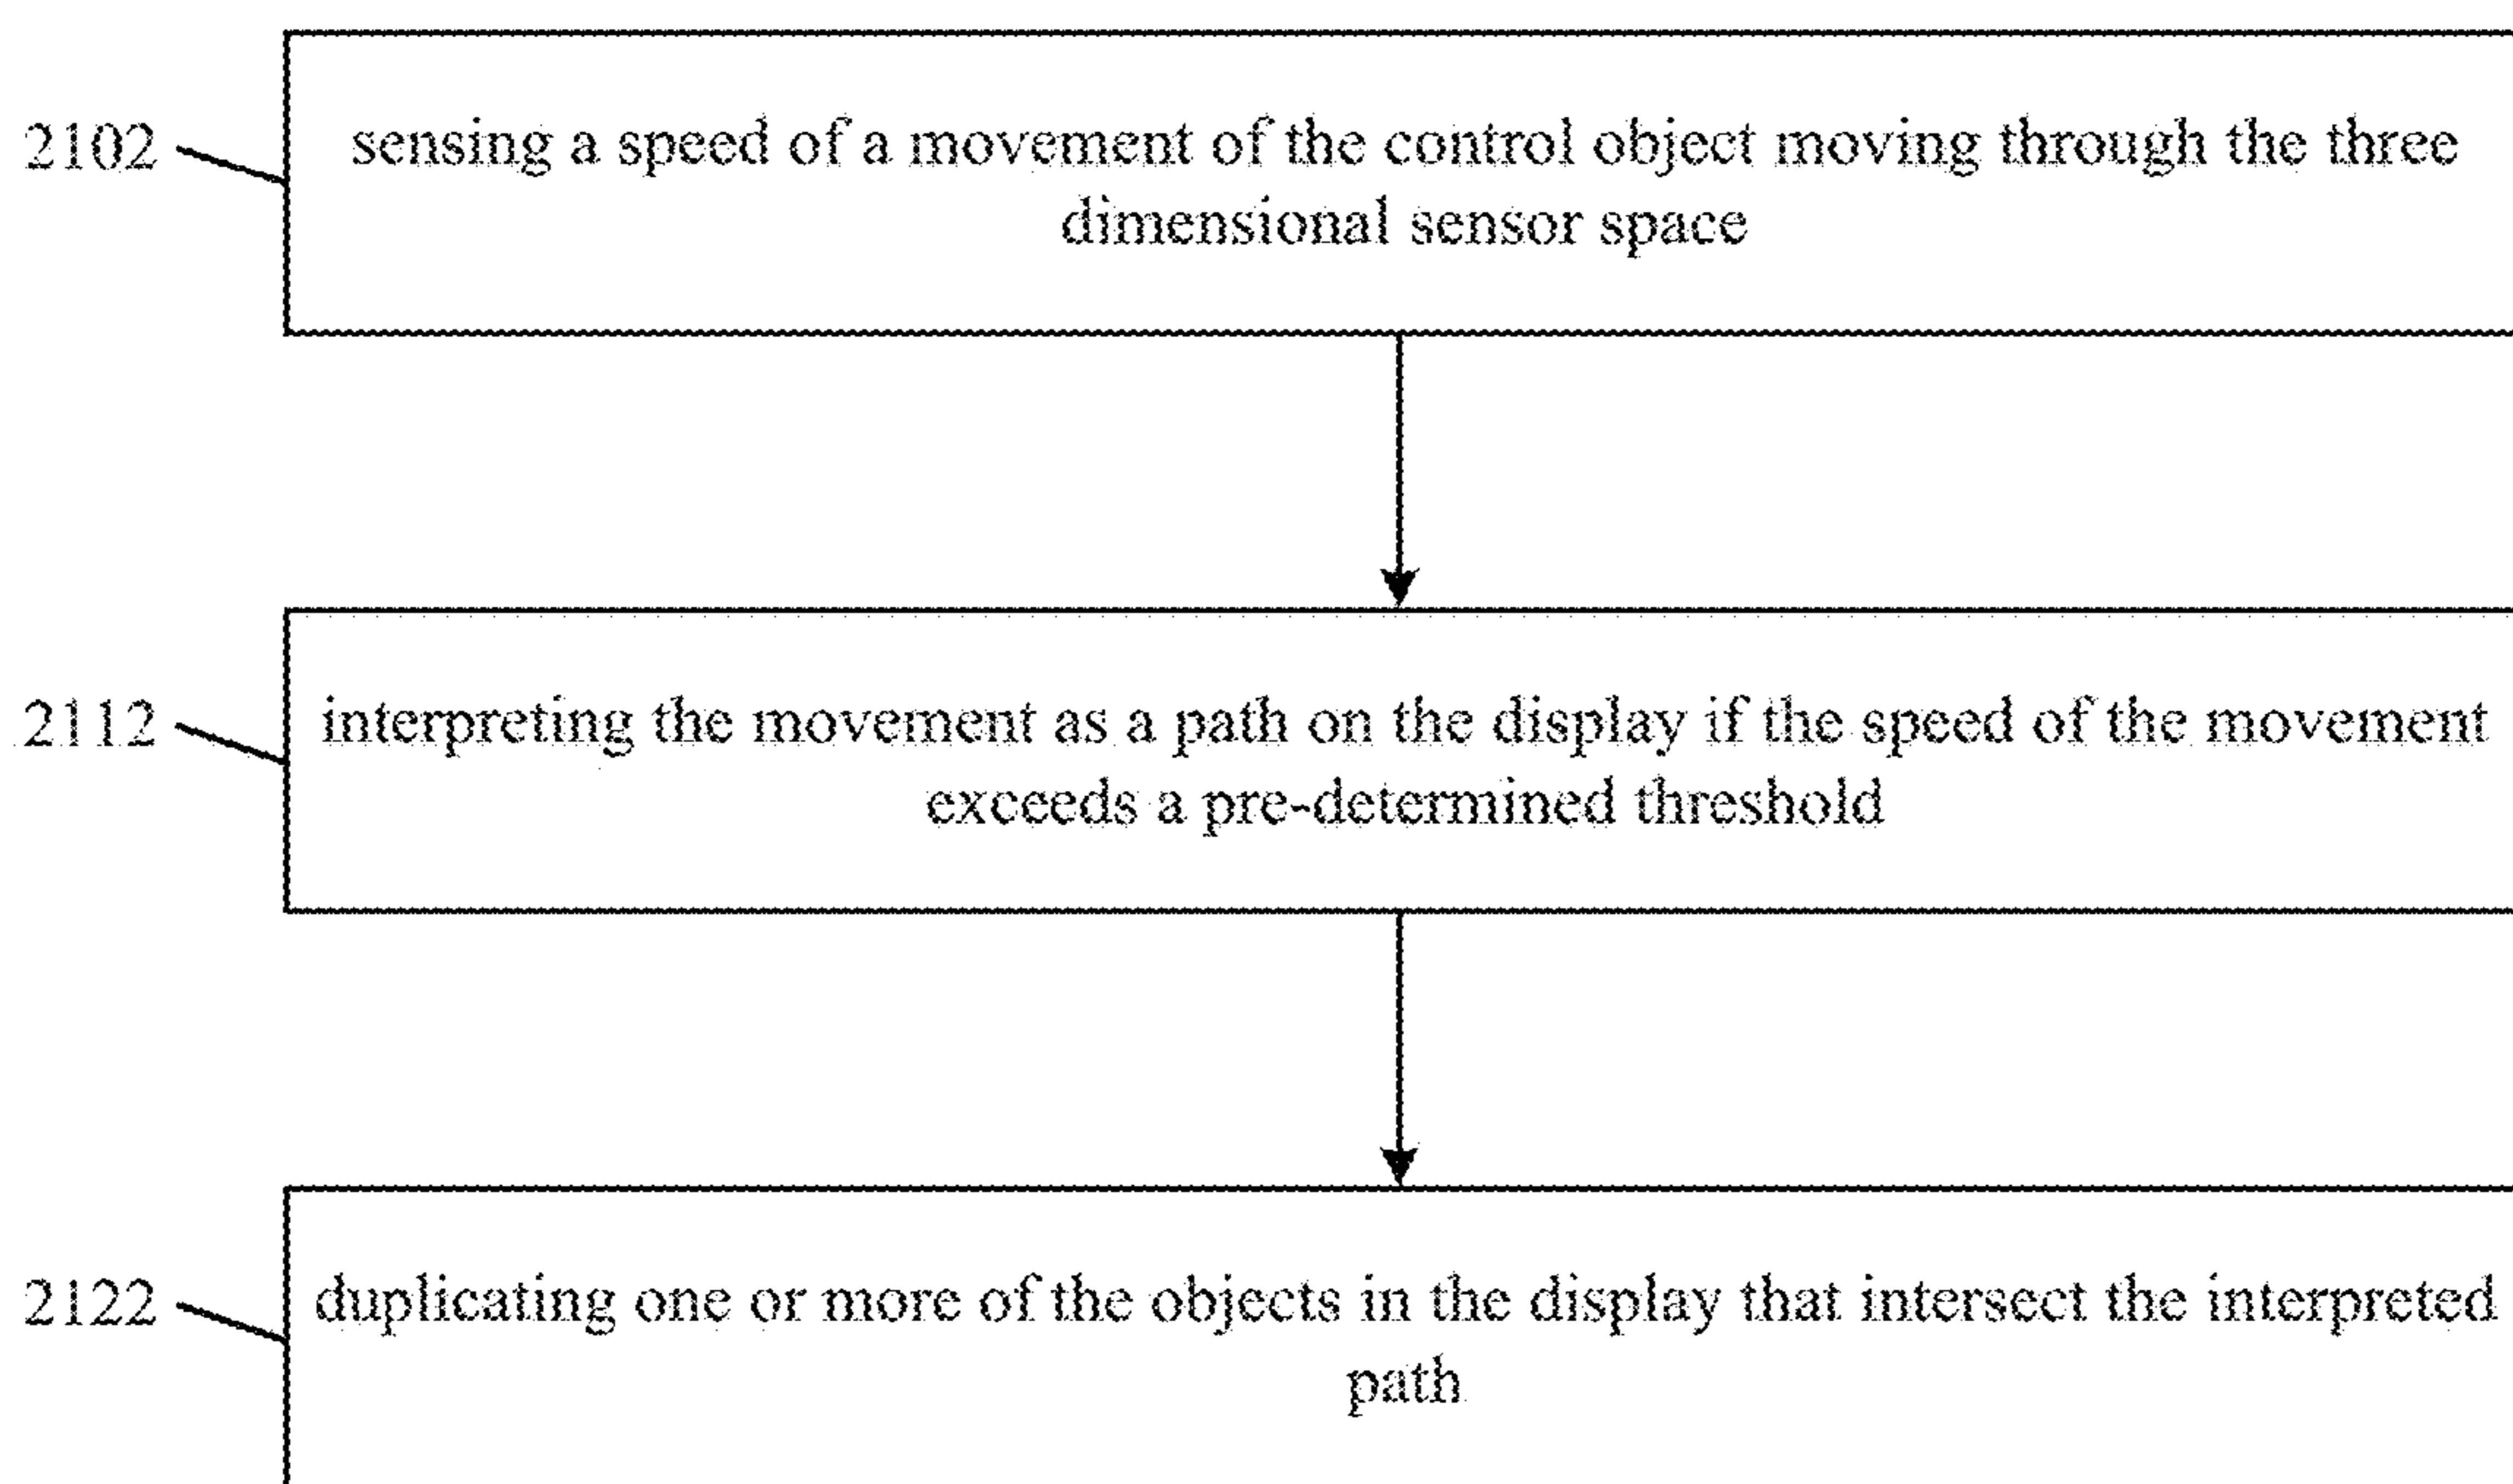 2102
sensing a speed of a movement of the control object moving through the three
dimensional sensor space
2112
interpreting the movement as a path on the display if the speed of the movement
exceeds a pre-determined threshold
2122
duplicating one or more of the objects in the display that intersect the interpreted
path